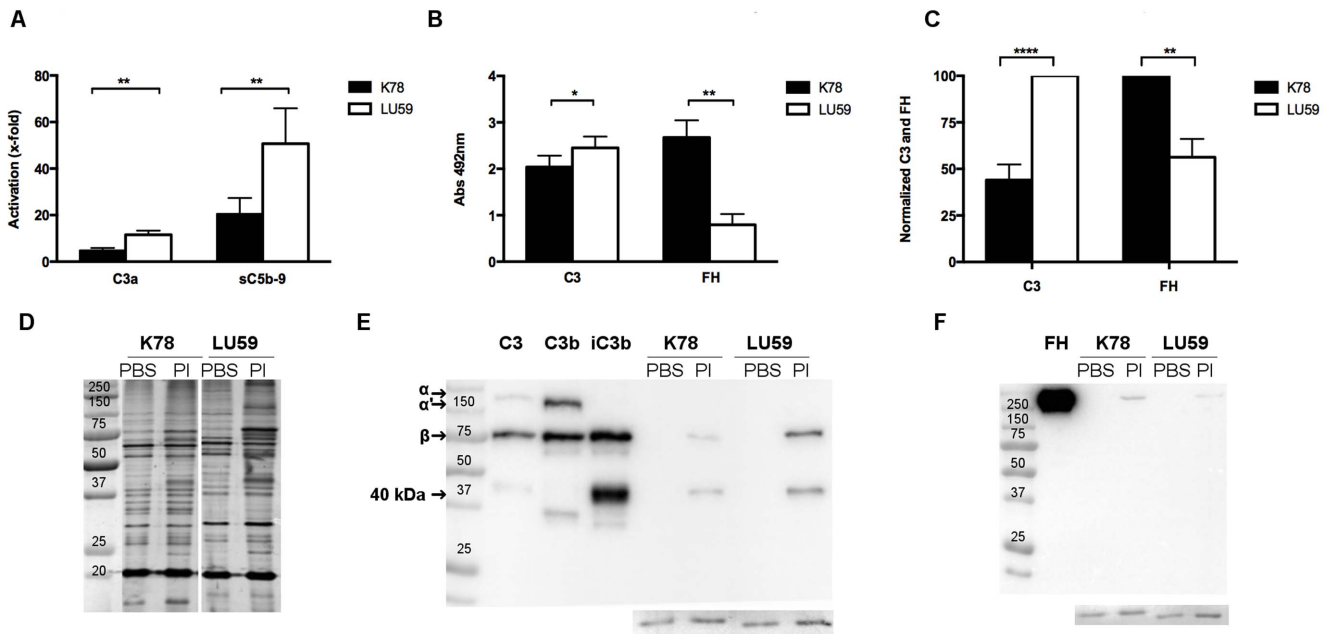 A
B
C
Activation (x-fold)
80
60
40
20
0
**
**
K78
LU59
C3a
sC5b-9
Abs 492nm
4
3
2
1
0
*
**
K78
LU59
C3
FH
Normalized C3 and FH
100
75
50
25
0
****
**
K78
LU59
C3
FH
D
K78 LU59
PBS PI PBS PI
250
150
75
50
37
25
20
E
C3 C3b iC3b K78 LU59
PBS PI PBS PI
α
α'
β
40 kDa
150
75
50
37
25
F
FH K78 LU59
PBS PI PBS PI
250
150
75
50
37
25